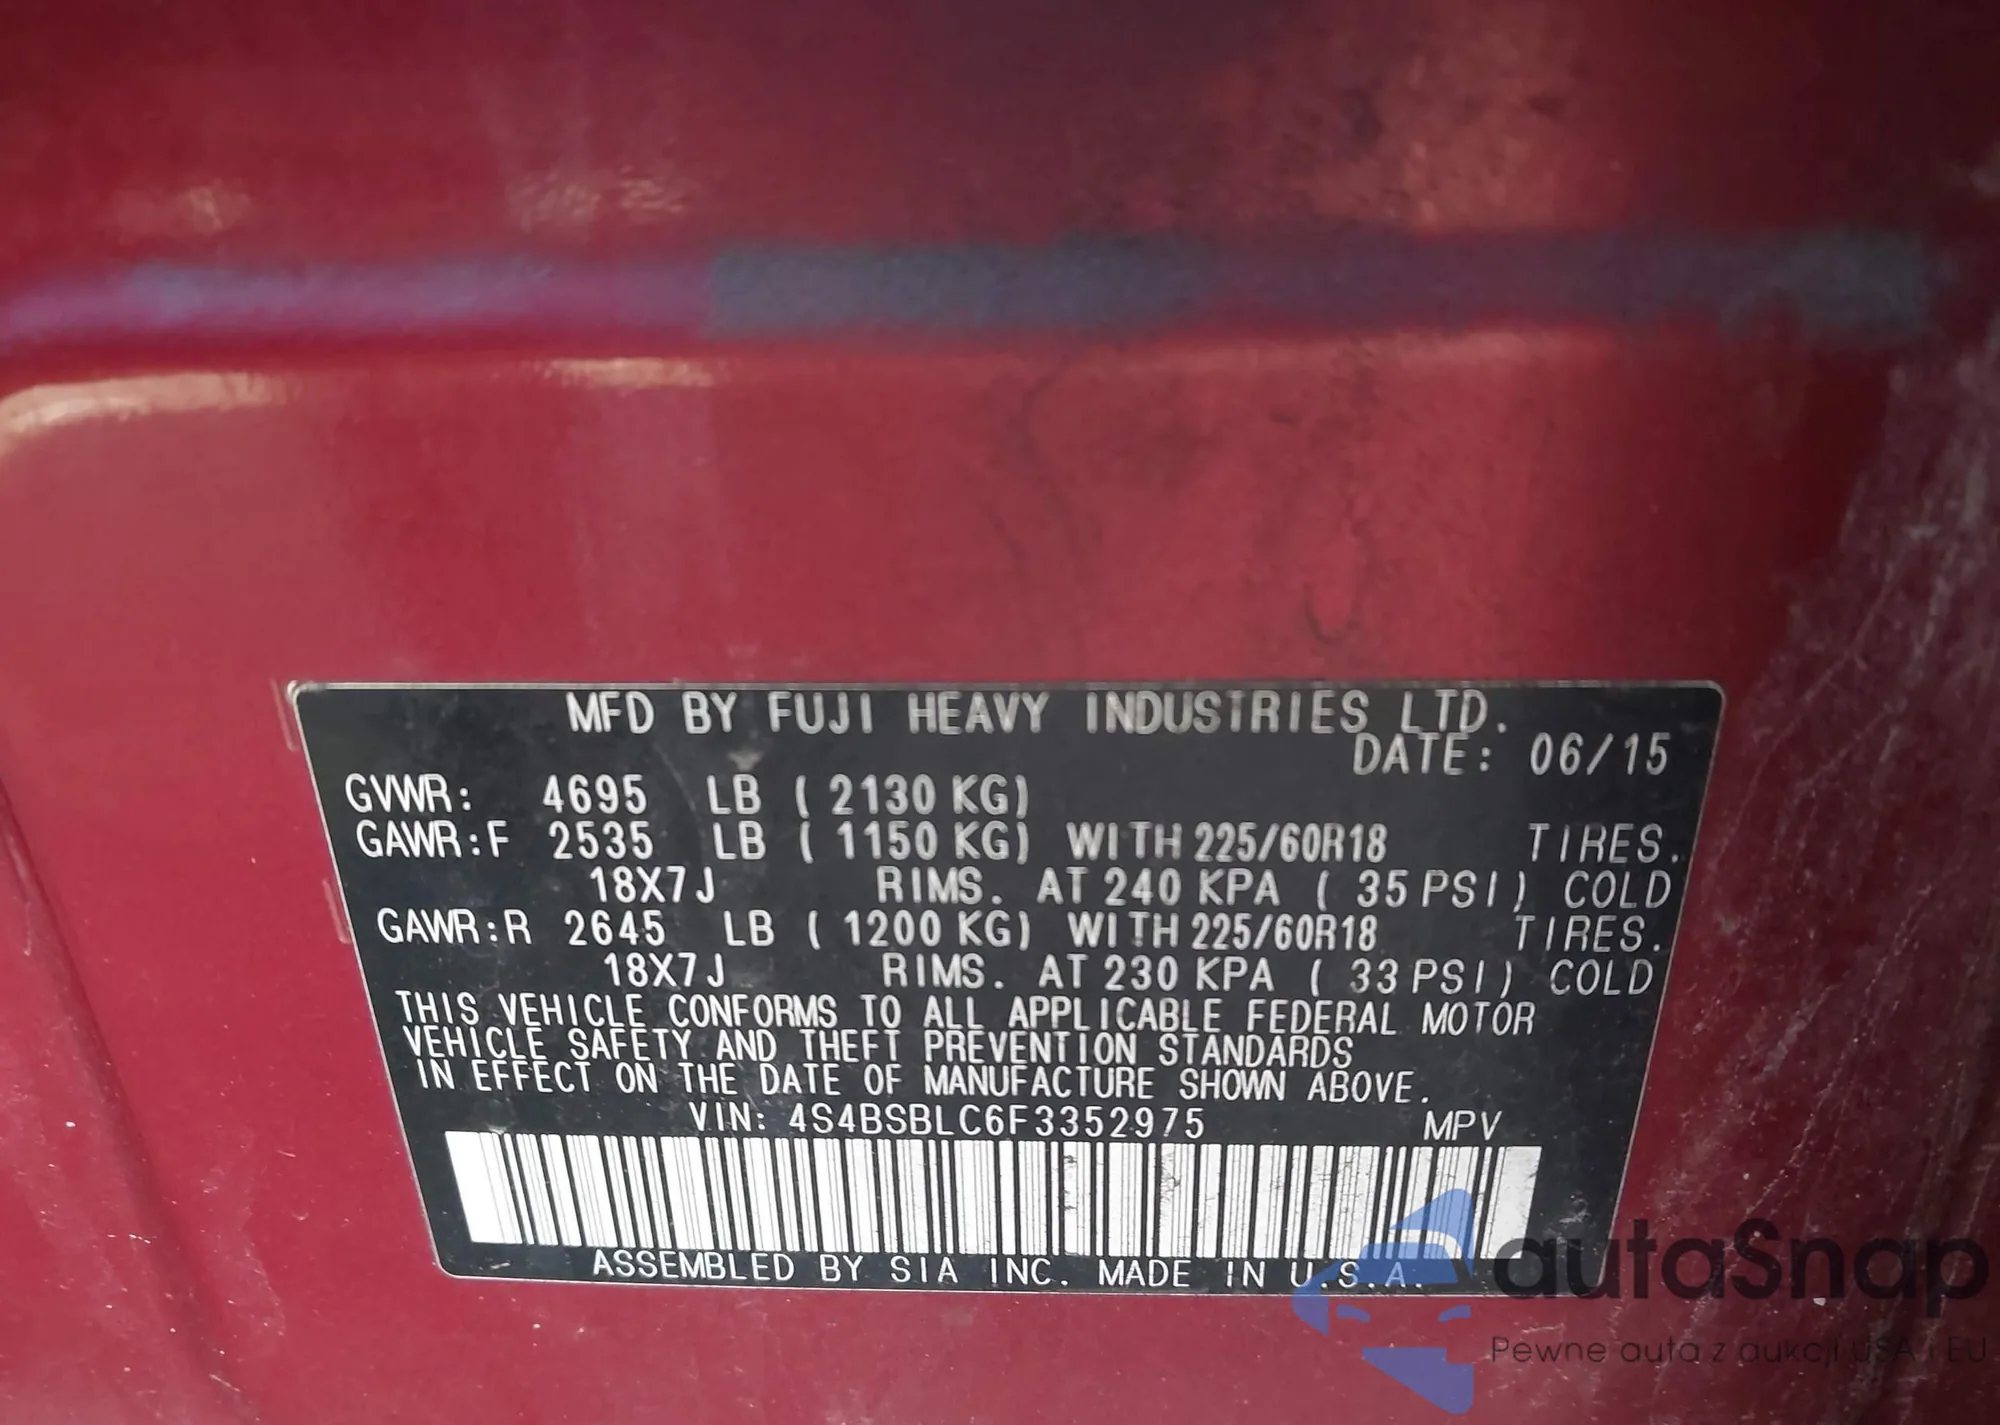 MFD BY FUJI HEAVY INDUSTRIES LTD.
DATE: 06/15
GVWR: 4695 LB ( 2130 KG)
GAWR:F 2535 LB ( 1150 KG) WITH 225/60R18 TIRES.
18X7J RIMS. AT 240 KPA ( 35 PSI) COLD
GAWR:R 2645 LB ( 1200 KG) WITH 225/60R18 TIRES.
18X7J RIMS. AT 230 KPA ( 33 PSI) COLD
THIS VEHICLE CONFORMS TO ALL APPLICABLE FEDERAL MOTOR
VEHICLE SAFETY AND THEFT PREVENTION STANDARDS
IN EFFECT ON THE DATE OF MANUFACTURE SHOWN ABOVE.
VIN: 4S4BSBLC6F3352975 MPV
ASSEMBLED BY SIA INC. MADE IN U.S.A.
autaSnap
Pewne auta z aukcji USA i EU